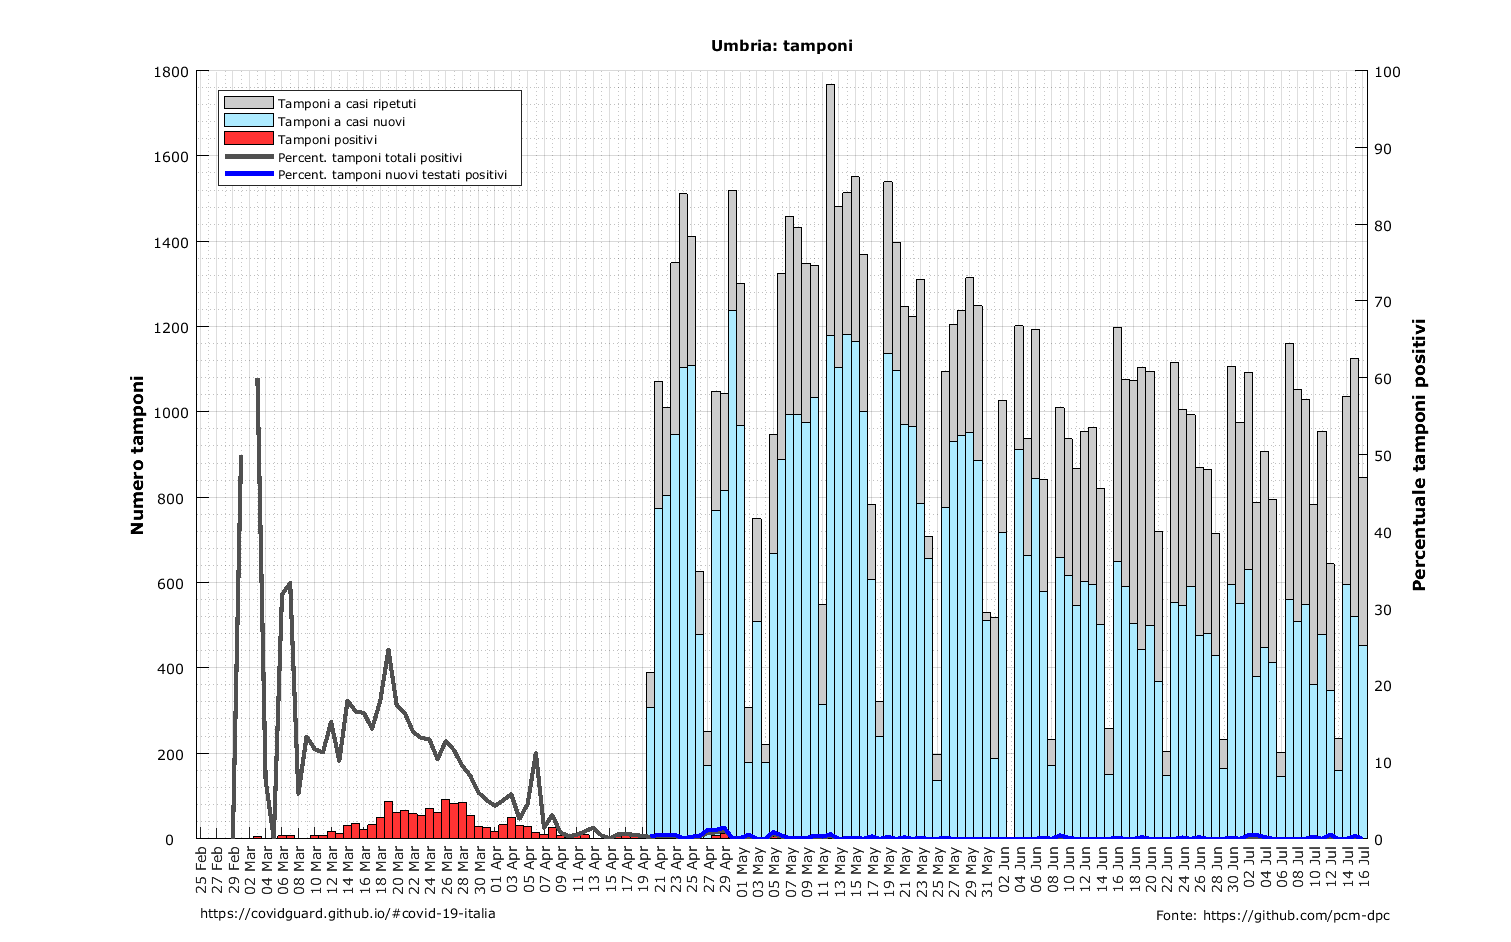 Umbria: tamponi
Tamponi a casi ripetuti
Tamponi a casi nuovi
Tamponi positivi
Percent. tamponi totali positivi
Percent. tamponi nuovi testati positivi
Numero tamponi
1800
1600
1400
1200
1000
800
600
400
200
0
Percentuale tamponi positivi
100
90
80
70
60
50
40
30
20
10
0
25 Feb
27 Feb
29 Feb
02 Mar
04 Mar
06 Mar
08 Mar
10 Mar
12 Mar
14 Mar
16 Mar
18 Mar
20 Mar
22 Mar
24 Mar
26 Mar
28 Mar
30 Mar
01 Apr
03 Apr
05 Apr
07 Apr
09 Apr
11 Apr
13 Apr
15 Apr
17 Apr
19 Apr
21 Apr
23 Apr
25 Apr
27 Apr
29 Apr
01 May
03 May
05 May
07 May
09 May
11 May
13 May
15 May
17 May
19 May
21 May
23 May
25 May
27 May
29 May
31 May
02 Jun
04 Jun
06 Jun
08 Jun
10 Jun
12 Jun
14 Jun
16 Jun
18 Jun
20 Jun
22 Jun
24 Jun
26 Jun
28 Jun
30 Jun
02 Jul
04 Jul
06 Jul
08 Jul
10 Jul
12 Jul
14 Jul
16 Jul
https://covidguard.github.io/#covid-19-italia
Fonte: https://github.com/pcm-dpc